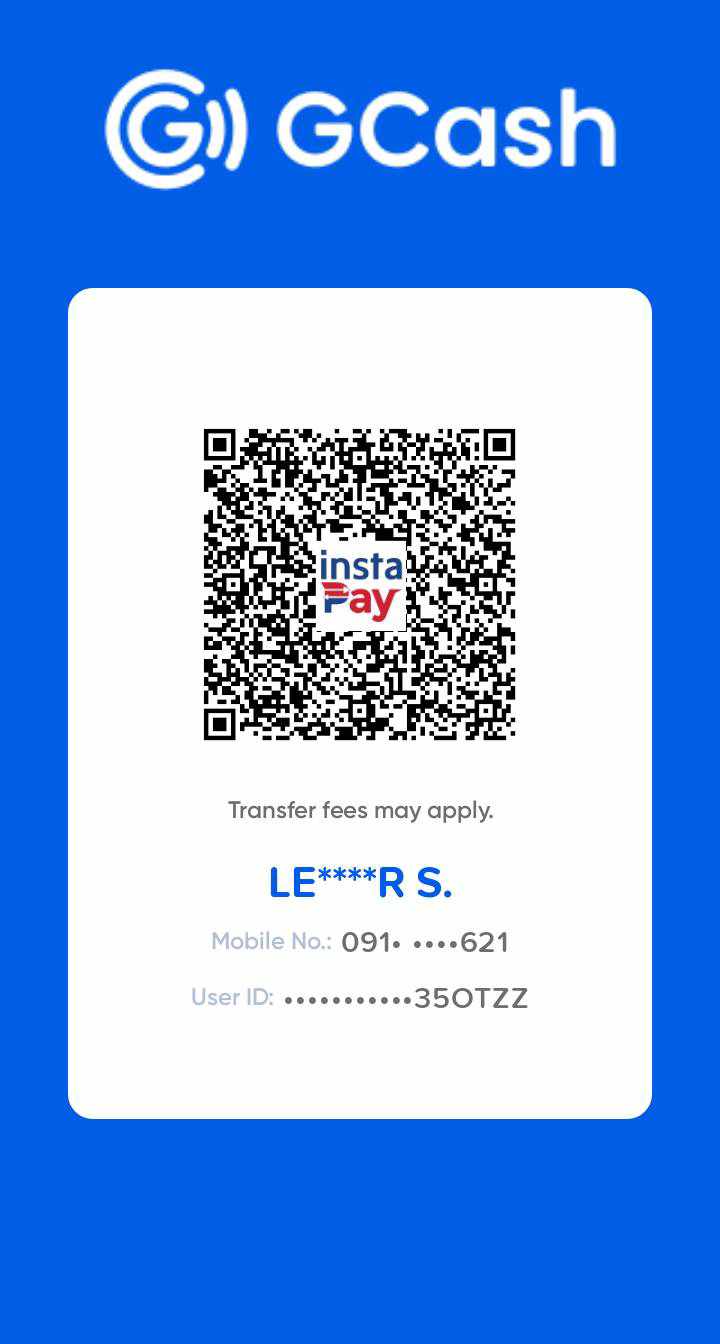 GCash
insta
Pay
Transfer fees may apply.
LE****R S.
Mobile No.: 091• ••••621
User ID: •••••••••••35OTZZ